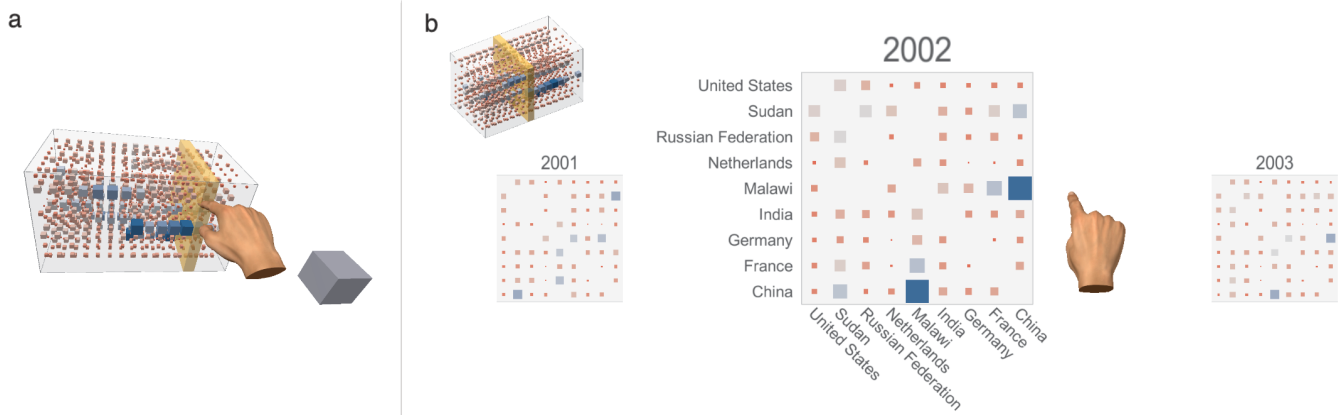 a
b
2002
United States
Sudan
Russian Federation
Netherlands
Malawi
India
Germany
France
China
2001
2003
United States
Sudan
Russian Federation
Netherlands
Malawi
India
Germany
France
China